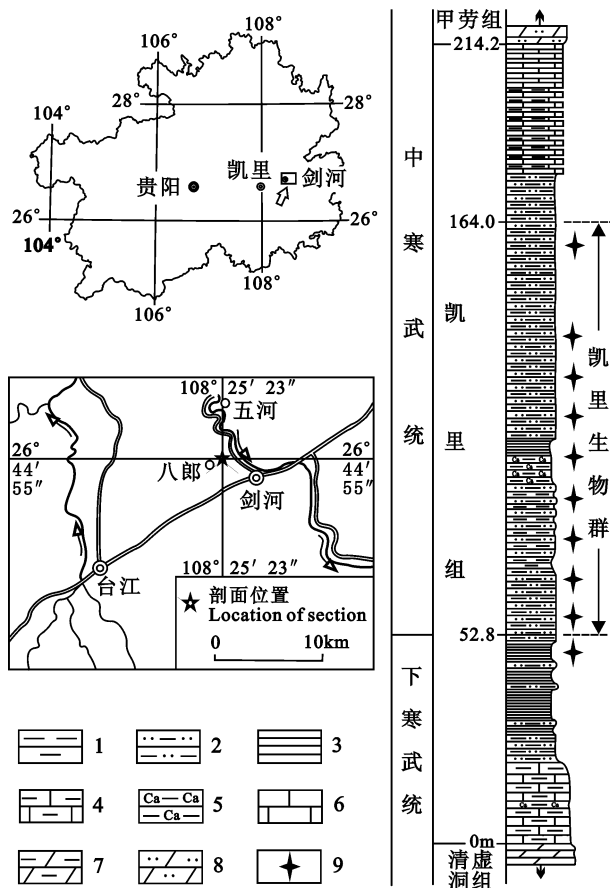 106°
108°
28°
28°
104°
贵阳
凯里
剑河
26°
26°
104°
106°
108°
108° 25′ 23″
五河
26°
44′
55″
26°
44′
55″
八郎
剑河
108° 25′ 23″
台江
剖面位置
Location of section
0 10km
1
2
3
4
Ca Ca
Ca
5
6
7
8
9
甲劳组
214.2
中寒武统
164.0
凯里组
凯里生物群
52.8
下寒武统
0m
清虚
洞组